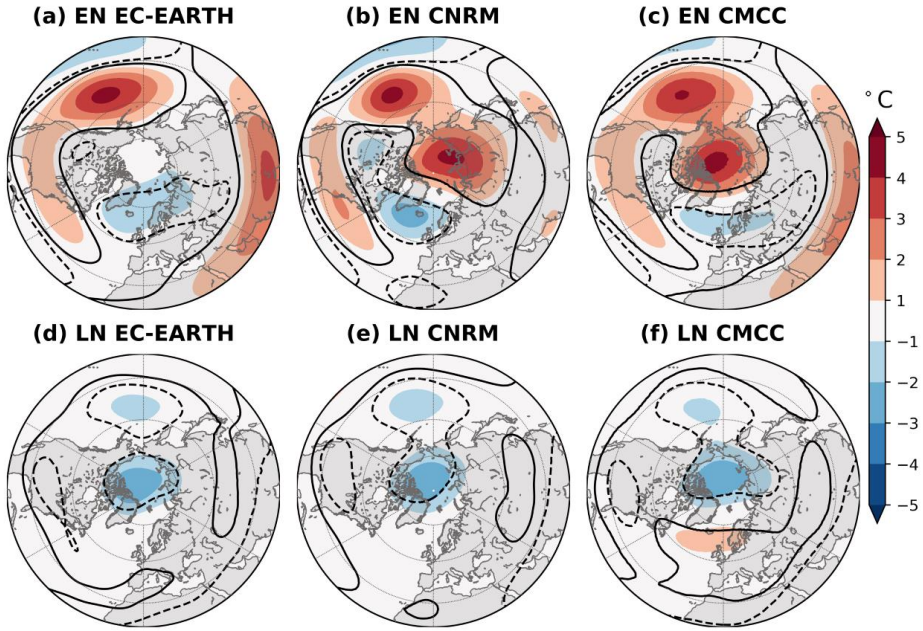 (a) EN EC-EARTH
(b) EN CNRM
(c) EN CMCC
°C
5
4
3
2
1
−1
−2
−3
−4
−5
(d) LN EC-EARTH
(e) LN CNRM
(f) LN CMCC